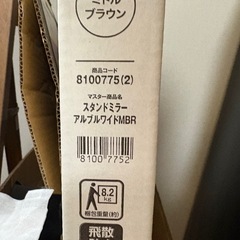 ミドル
ブラウン
商品コード
8100775(2)
マスター商品名
スタンドミラー
アルブルワイドMBR
81007752
8.2
kg
梱包重量(約)
飛散